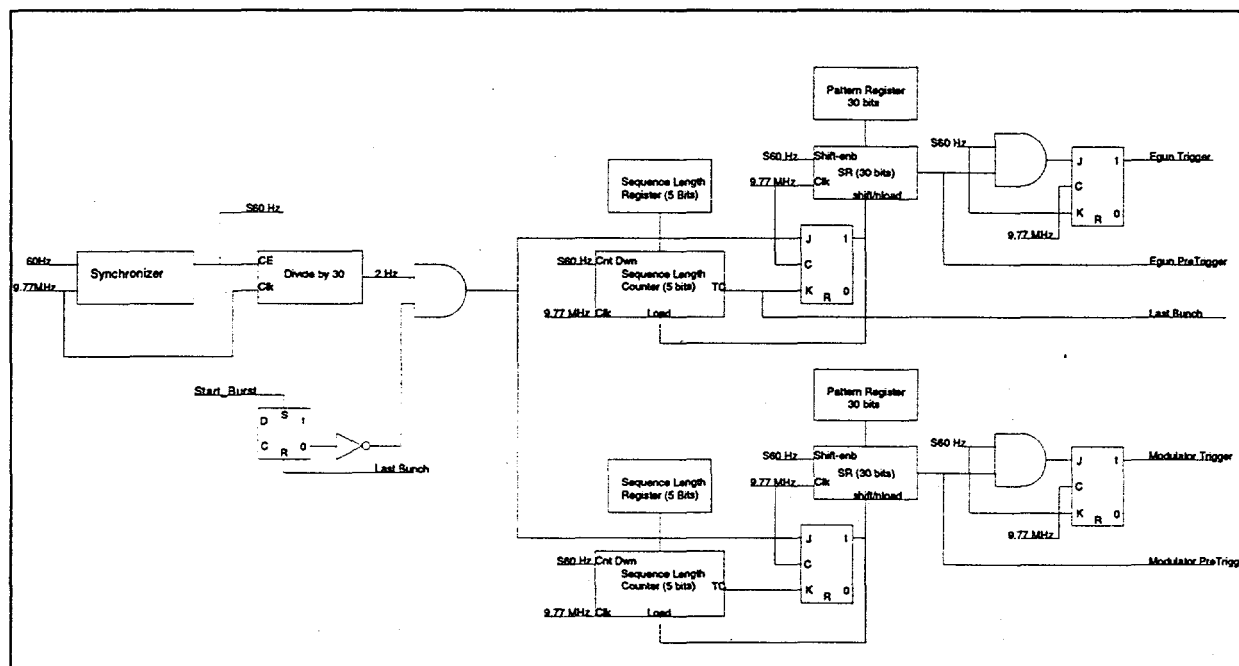 Pattern Register
30 bits
S60 Hz
Shift-enb
SR (30 bits)
9.77 MHz
Clk
shift/nload
S60 Hz
J
1
Egun Trigger
C
K
R
0
9.77 MHz
Egun PreTrigger
Sequence Length
Register (5 Bits)
S60 Hz
60Hz
Synchronizer
9.77MHz
CE
Divide by 30
Clk
2 Hz
S60 Hz
Cnt Dwn
Sequence Length
Counter (5 bits)
TC
9.77 MHz
Clk
Load
J
1
C
K
R
0
Last Bunch
Start_Burst
D
S
1
C
R
0
Last Bunch
Pattern Register
30 bits
S60 Hz
Shift-enb
SR (30 bits)
9.77 MHz
Clk
shift/nload
S60 Hz
J
1
Modulator Trigger
C
K
R
0
9.77 MHz
Modulator PreTrigg
Sequence Length
Register (5 Bits)
S60 Hz
Cnt Dwn
Sequence Length
Counter (5 bits)
TC
9.77 MHz
Clk
Load
J
1
C
K
R
0